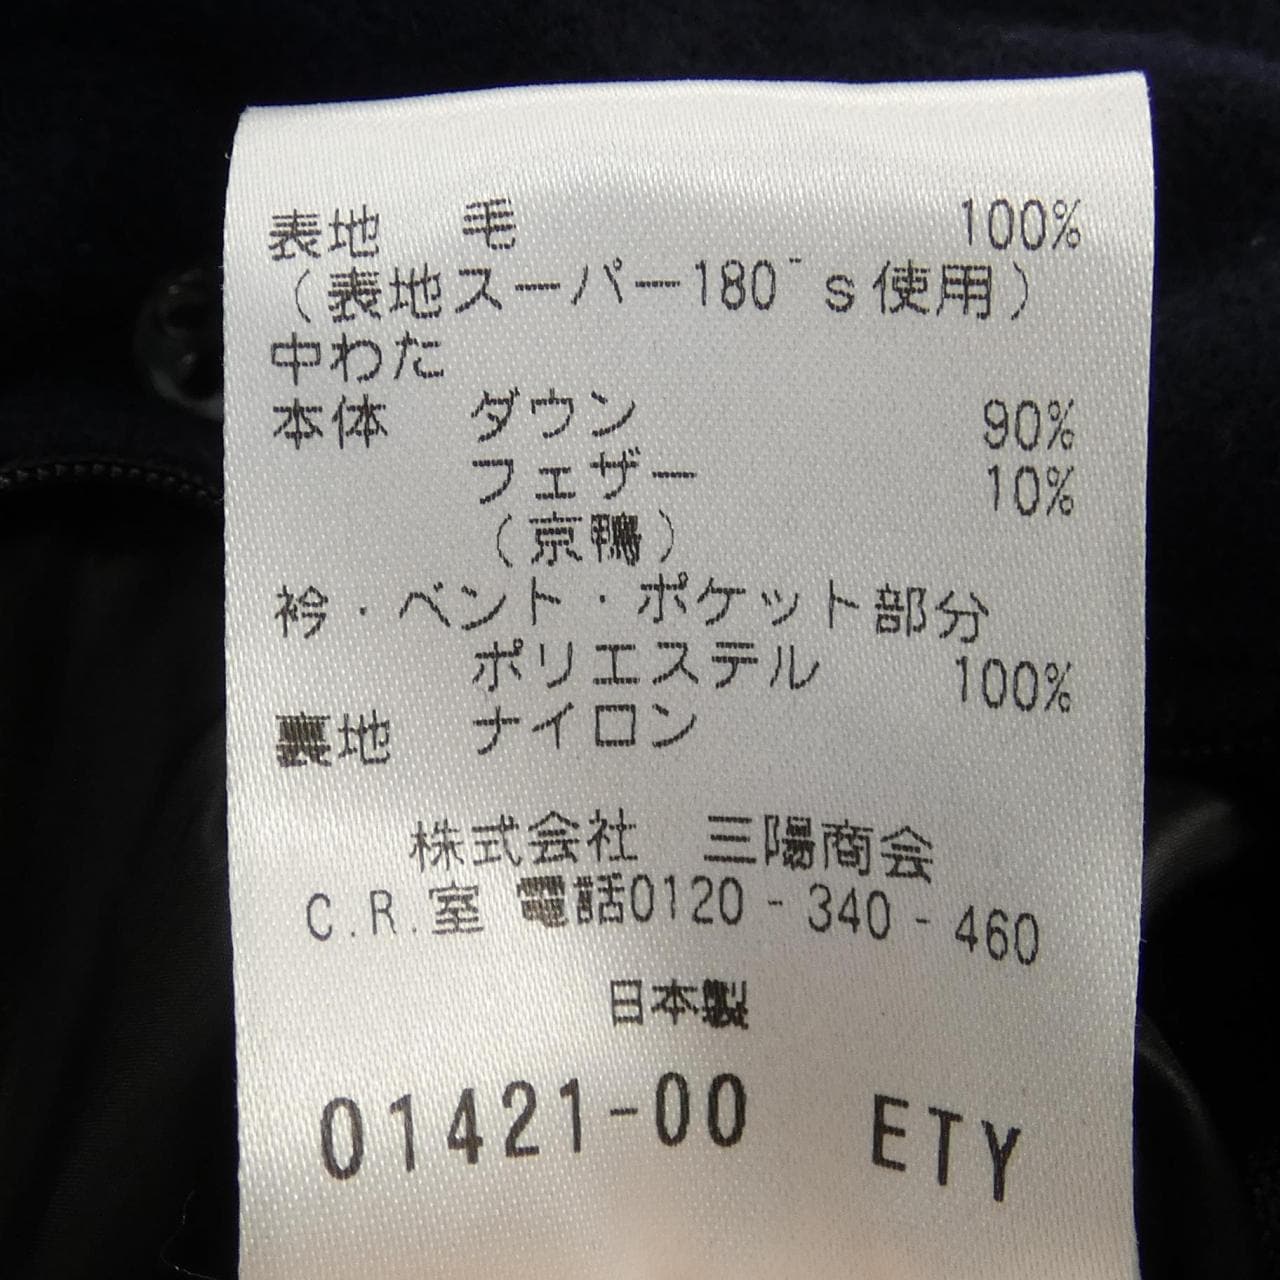 表地 毛 100%
(表地スーパー180¨s使用)
中わた
本体 ダウン 90%
フェザー 10%
(京鴨)
衿・ベント・ポケット部分
ポリエステル 100%
裏地 ナイロン
株式会社 三陽商会
C.R.室 電話0120-340-460
日本製
01421-00 ETY